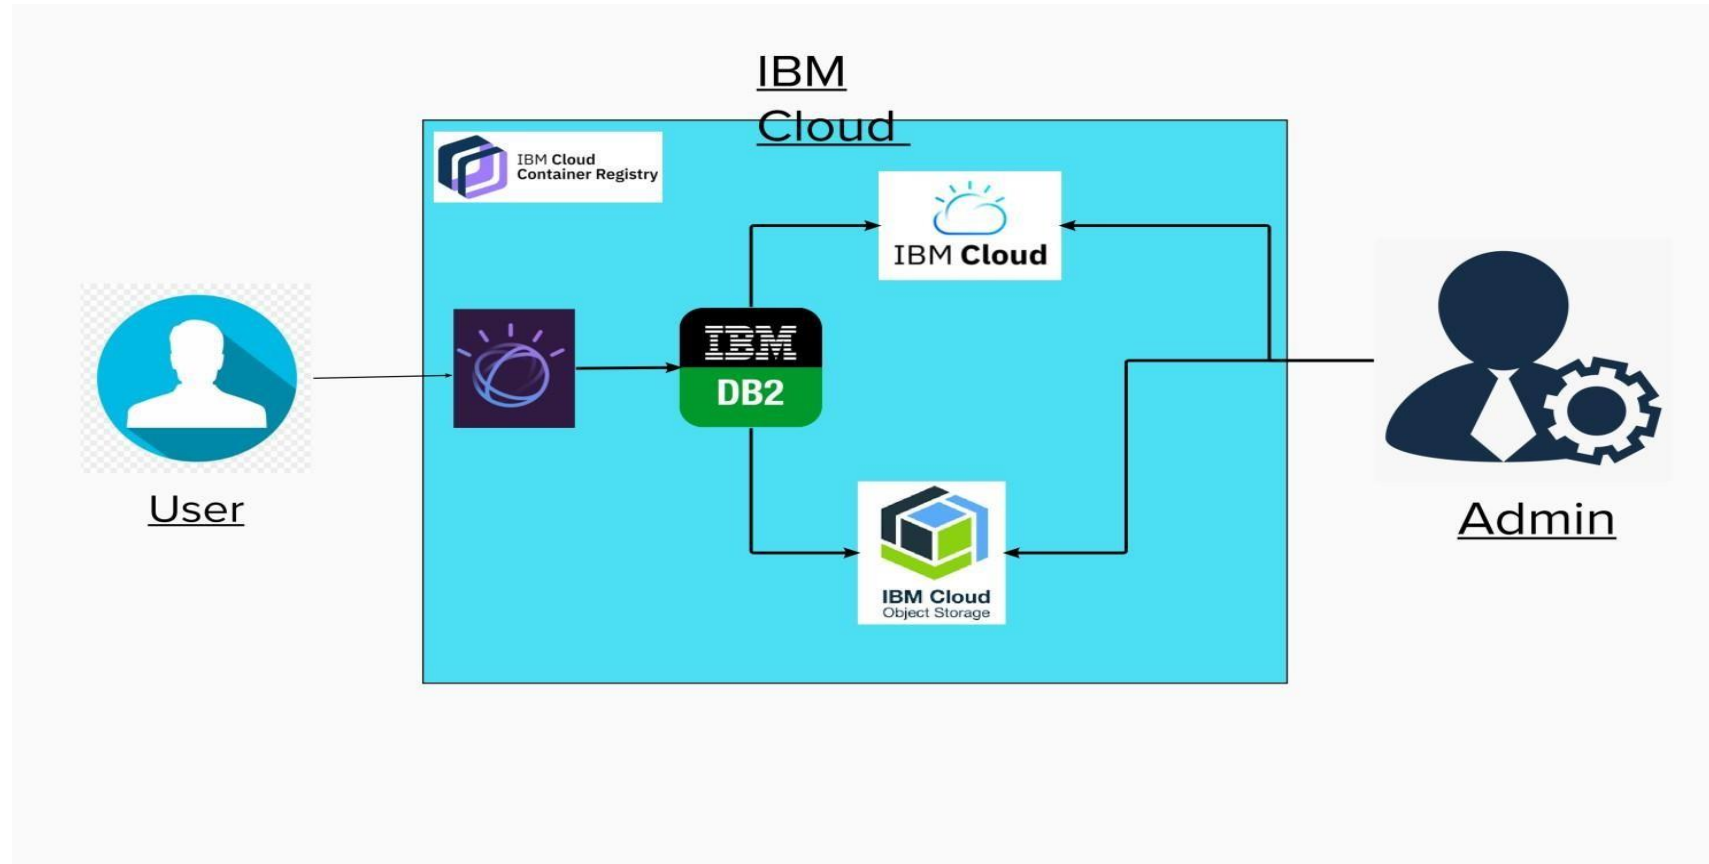 IBM
Cloud
IBM Cloud
Container Registry
IBM Cloud
IBM
DB2
User
Admin
IBM Cloud
Object Storage